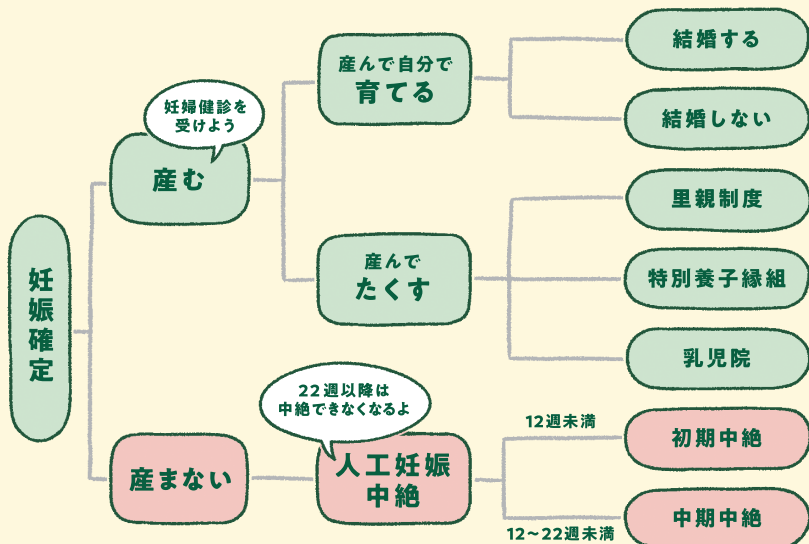 妊娠確定
妊婦健診を
受けよう
産む
産んで自分で
育てる
結婚する
結婚しない
産んで
たくす
里親制度
特別養子縁組
乳児院
産まない
22週以降は
中絶できなくなるよ
人工妊娠
中絶
12週未満
初期中絶
12〜22週未満
中期中絶